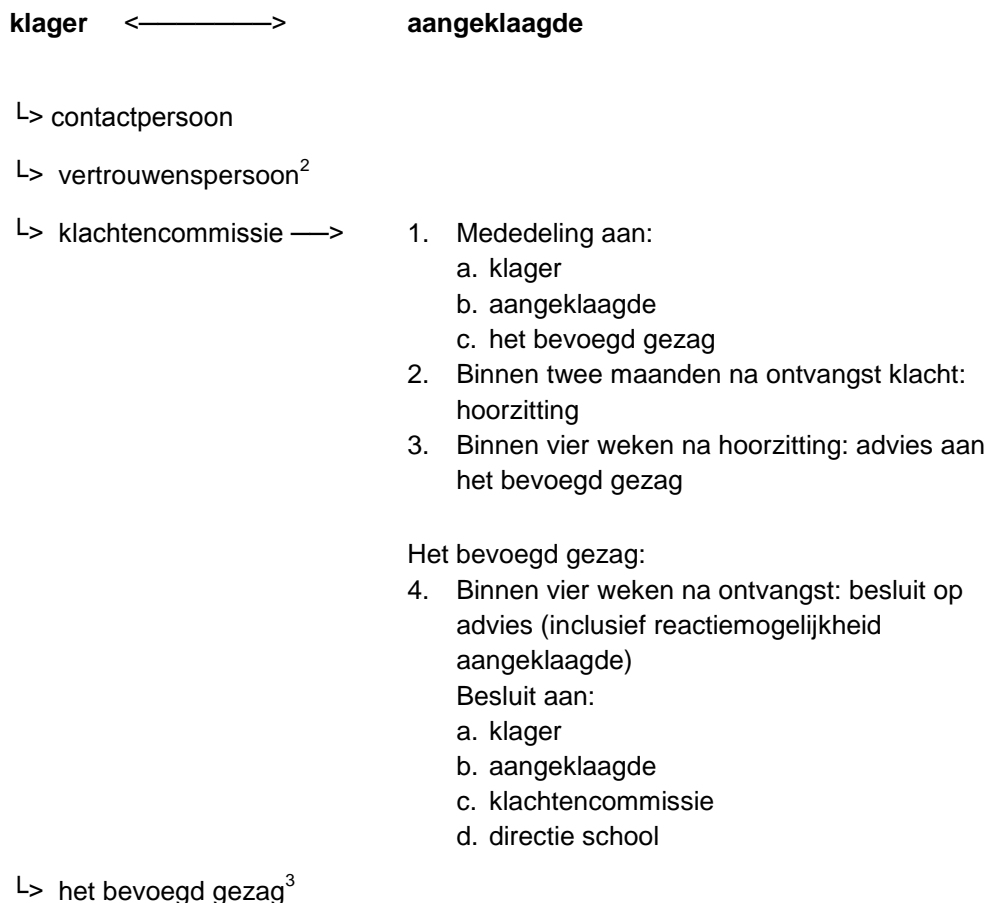 klager <————> aangeklaagde
└> contactpersoon
└> vertrouwenspersoon²
└> klachtencommissie ——> 1. Mededeling aan:
a. klager
b. aangeklaagde
c. het bevoegd gezag
2. Binnen twee maanden na ontvangst klacht:
hoorzitting
3. Binnen vier weken na hoorzitting: advies aan
het bevoegd gezag
Het bevoegd gezag:
4. Binnen vier weken na ontvangst: besluit op
advies (inclusief reactiemogelijkheid
aangeklaagde)
Besluit aan:
a. klager
b. aangeklaagde
c. klachtencommissie
d. directie school
└> het bevoegd gezag³